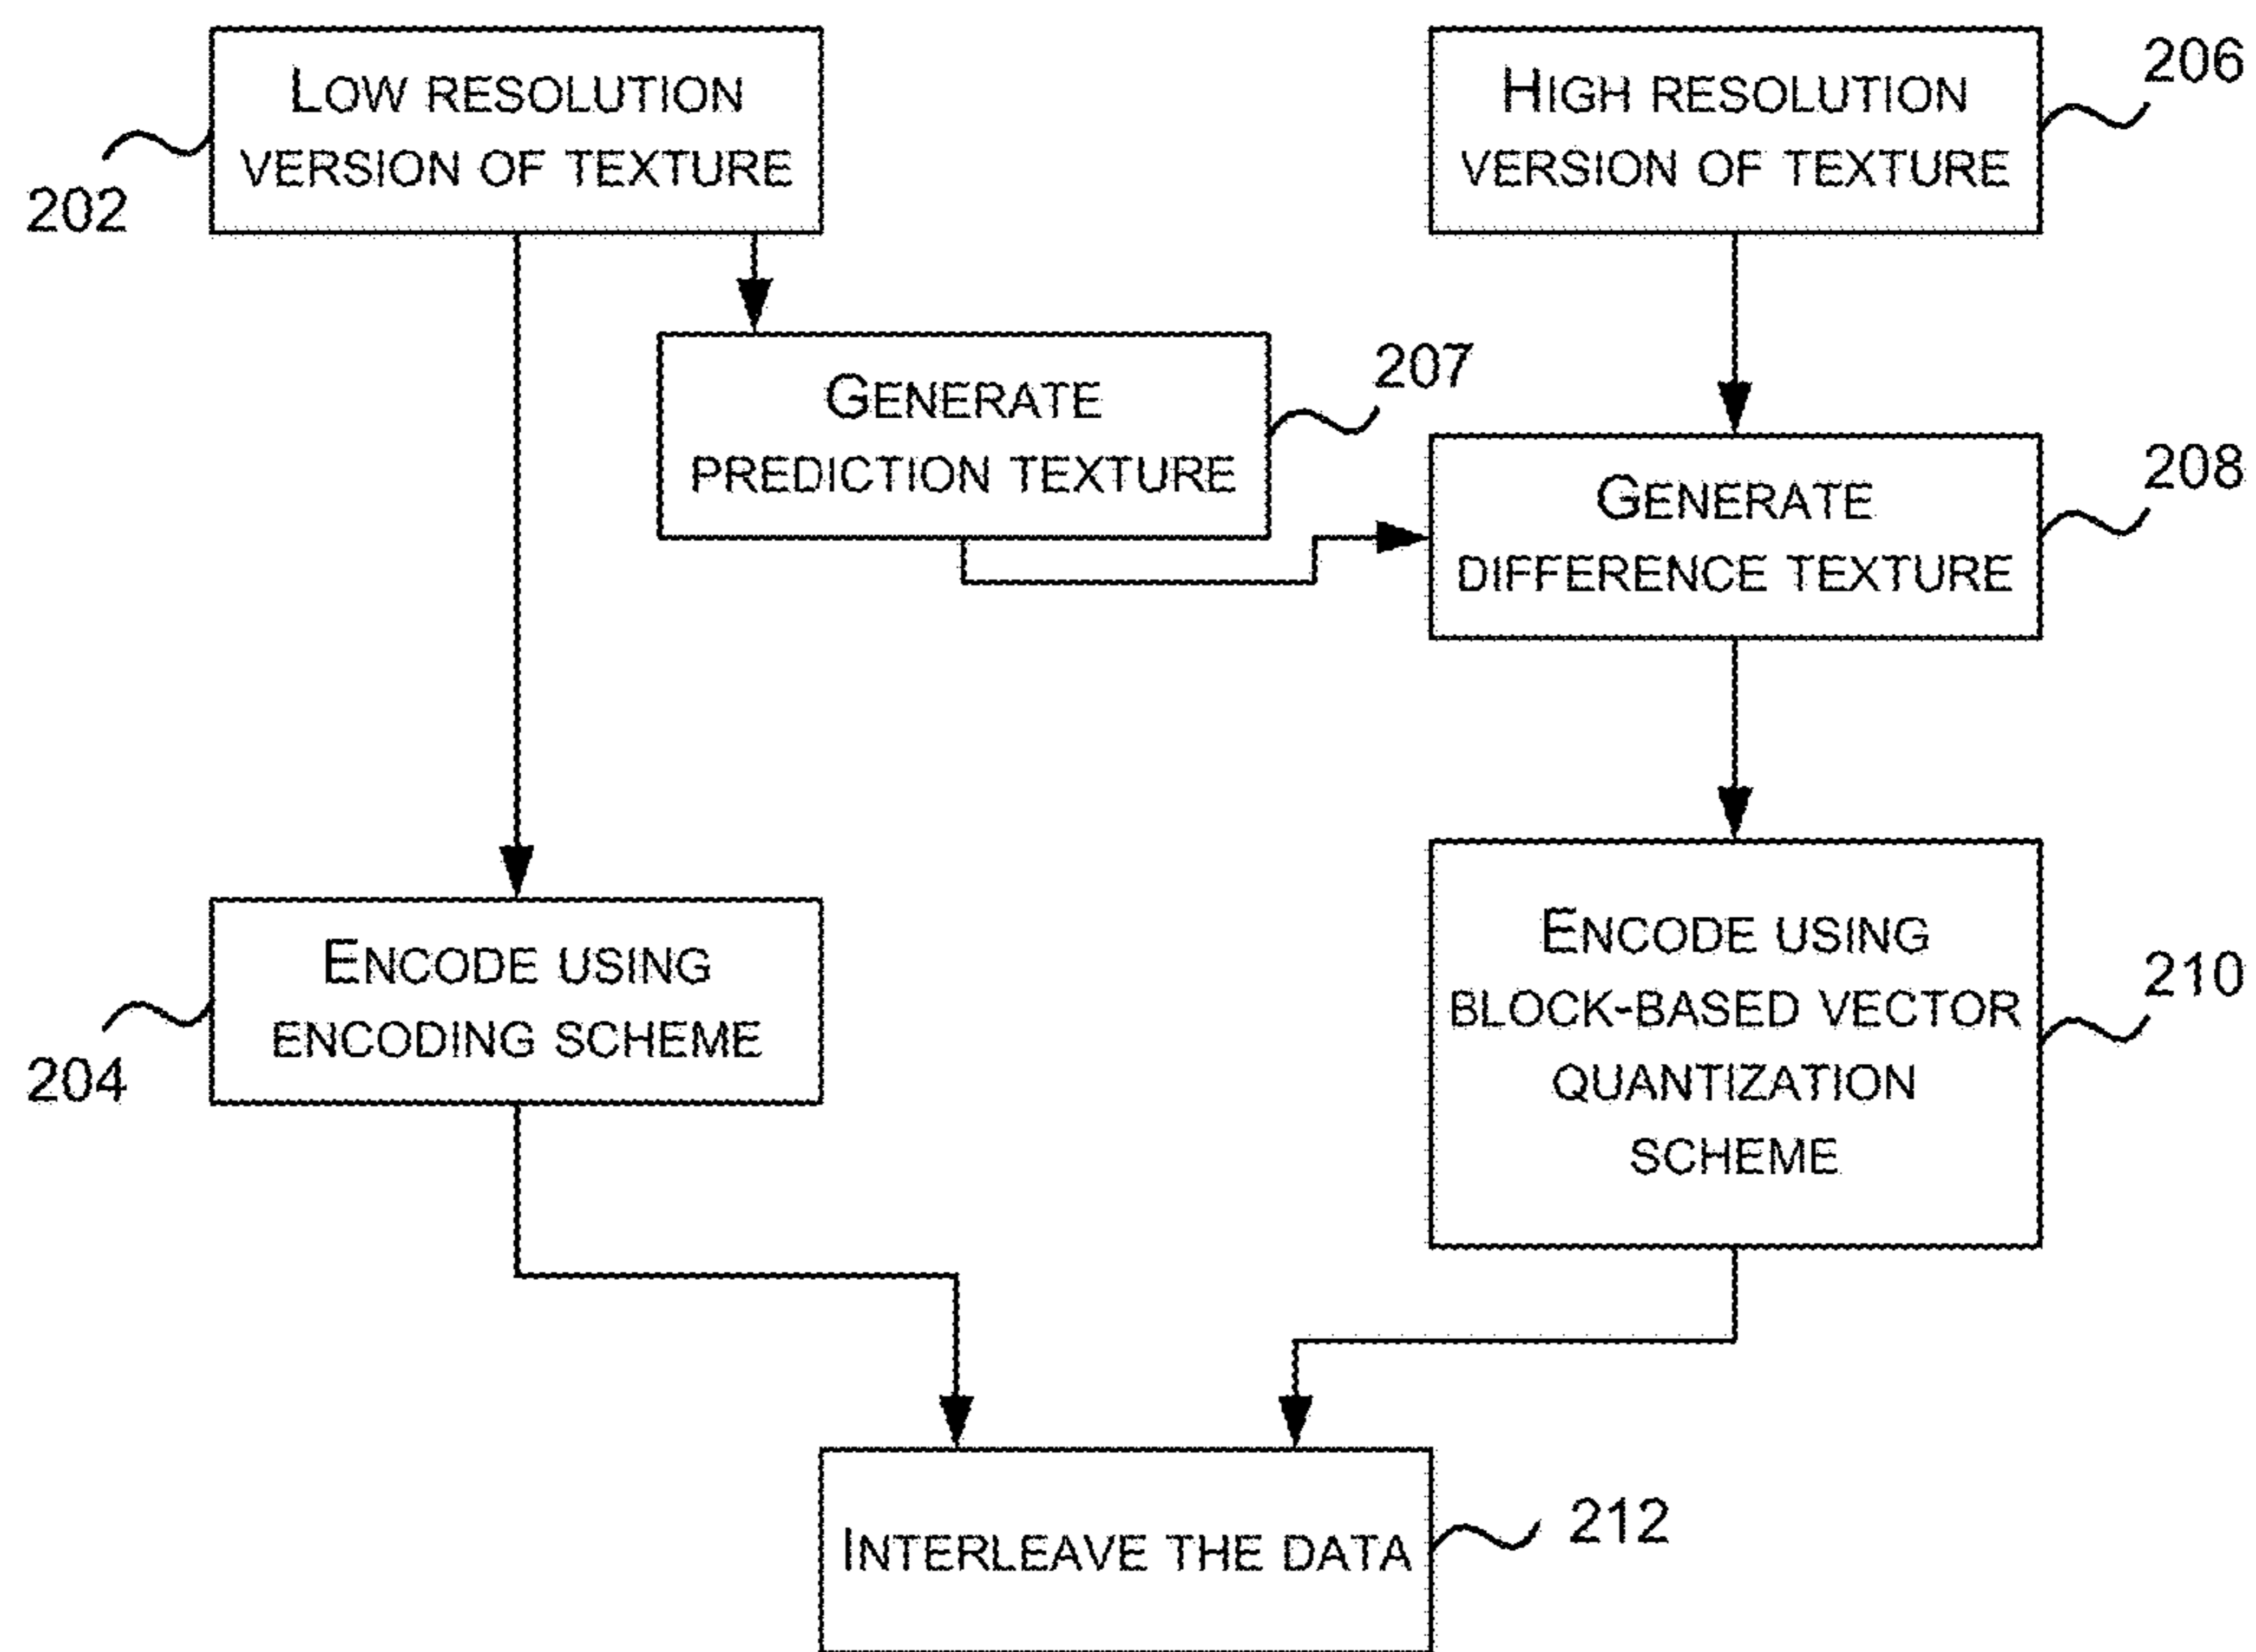 LOW RESOLUTION
VERSION OF TEXTURE
202
HIGH RESOLUTION
VERSION OF TEXTURE
206
GENERATE
PREDICTION TEXTURE
207
GENERATE
DIFFERENCE TEXTURE
208
ENCODE USING
ENCODING SCHEME
204
ENCODE USING
BLOCK-BASED VECTOR
QUANTIZATION
SCHEME
210
INTERLEAVE THE DATA
212